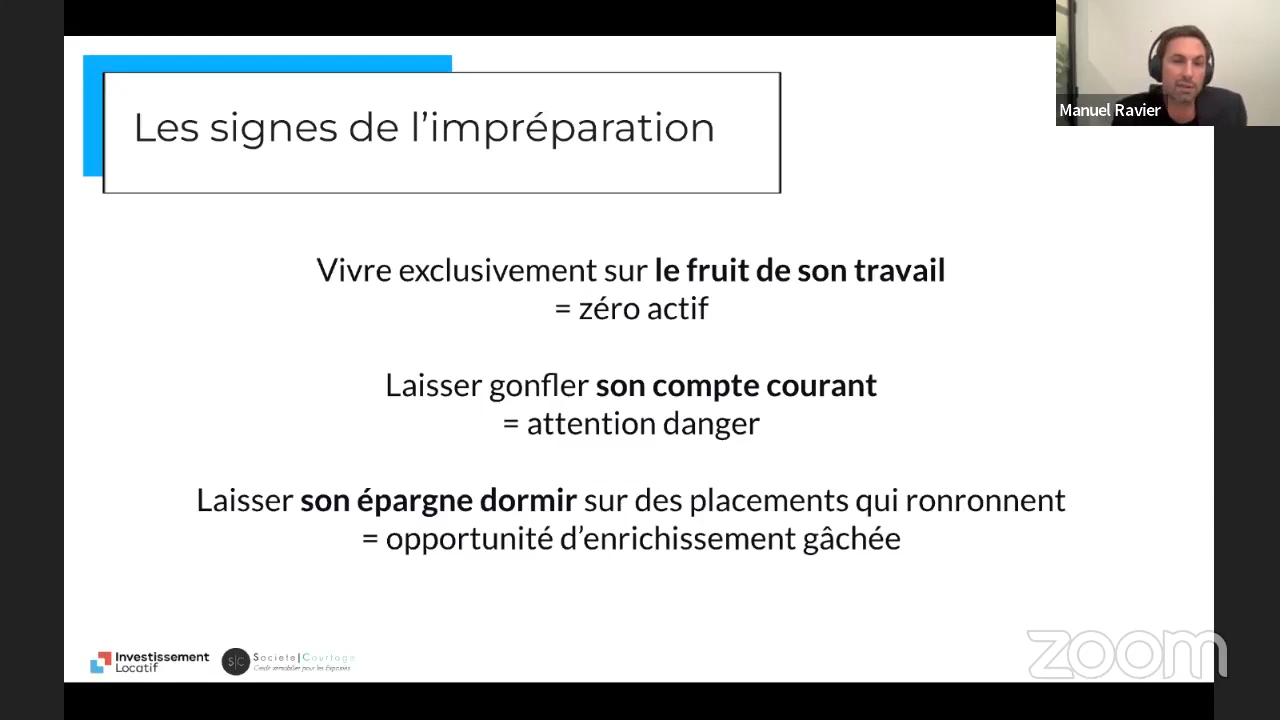 Manuel Ravier
Les signes de l’impréparation
Vivre exclusivement sur le fruit de son travail
= zéro actif
Laisser gonfler son compte courant
= attention danger
Laisser son épargne dormir sur des placements qui ronronnent
= opportunité d’enrichissement gâchée
Investissement
Locatif
S|C
Societe|Courtage
Crédit immobilier pour les Expatriés
zoom